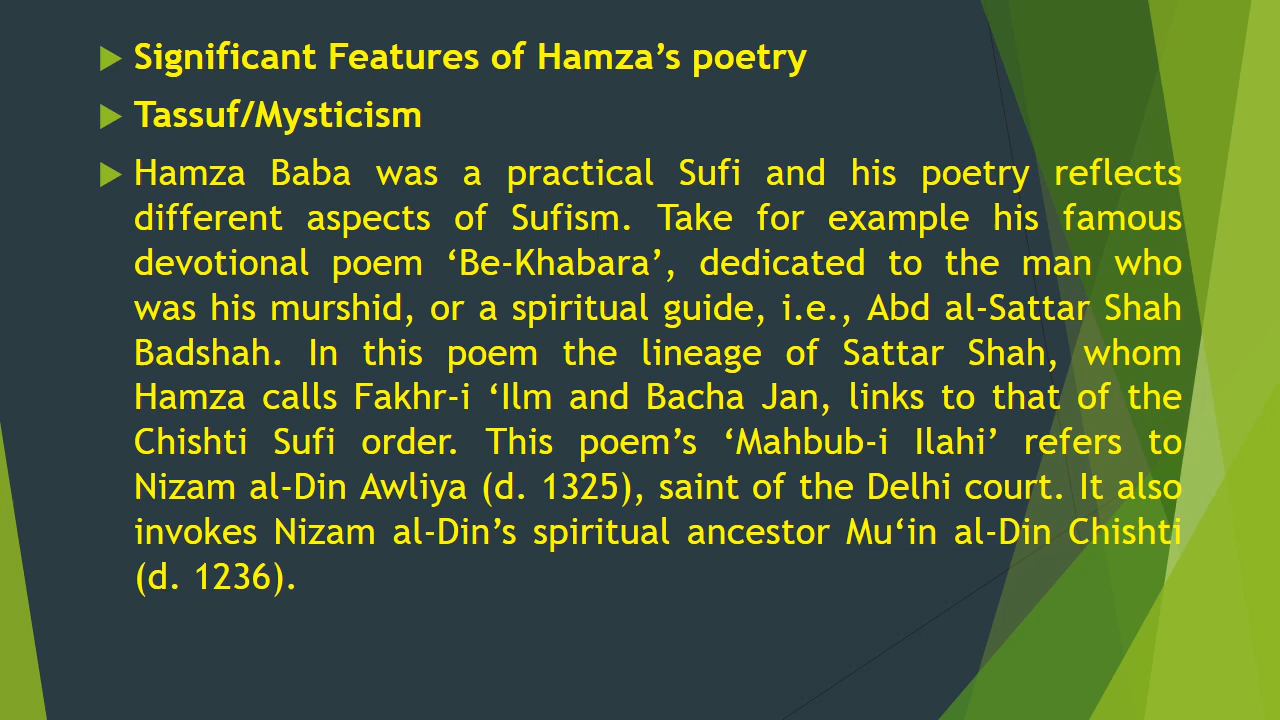 Significant Features of Hamza’s poetry
Tassuf/Mysticism
Hamza Baba was a practical Sufi and his poetry reflects
different aspects of Sufism. Take for example his famous
devotional poem ‘Be-Khabara’, dedicated to the man who
was his murshid, or a spiritual guide, i.e., Abd al-Sattar Shah
Badshah. In this poem the lineage of Sattar Shah, whom
Hamza calls Fakhr-i ‘Ilm and Bacha Jan, links to that of the
Chishti Sufi order. This poem’s ‘Mahbub-i Ilahi’ refers to
Nizam al-Din Awliya (d. 1325), saint of the Delhi court. It also
invokes Nizam al-Din’s spiritual ancestor Mu‘in al-Din Chishti
(d. 1236).